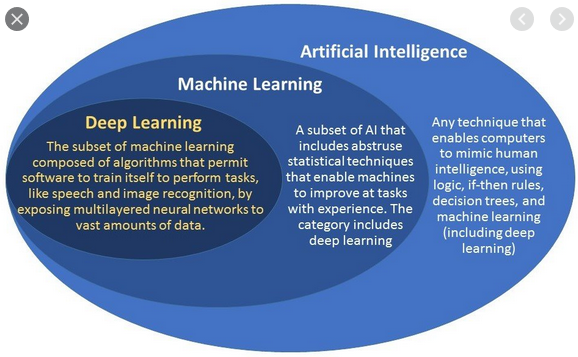 Artificial Intelligence
Machine Learning
Deep Learning
The subset of machine learning
composed of algorithms that permit
software to train itself to perform tasks,
like speech and image recognition, by
exposing multilayered neural networks to
vast amounts of data.
A subset of AI that
includes abstruse
statistical techniques
that enable machines
to improve at tasks
with experience. The
category includes
deep learning
Any technique that
enables computers
to mimic human
intelligence, using
logic, if-then rules,
decision trees, and
machine learning
(including deep
learning)